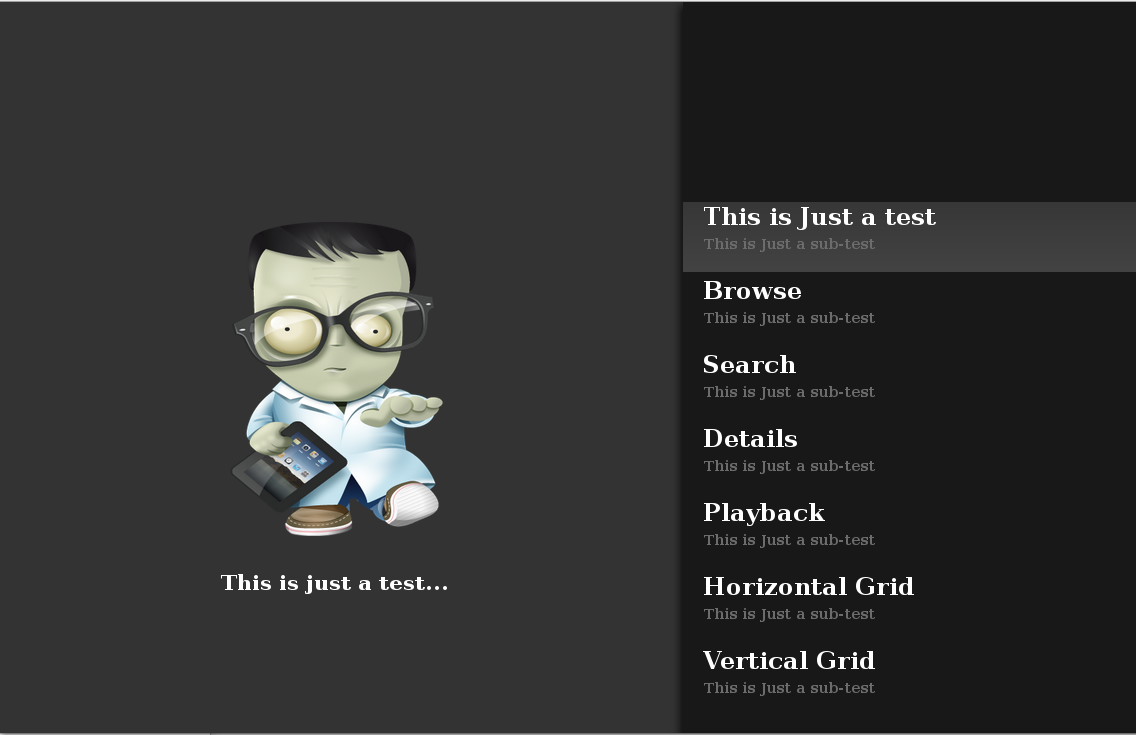 This is just a test...
This is Just a test
This is Just a sub-test
Browse
This is Just a sub-test
Search
This is Just a sub-test
Details
This is Just a sub-test
Playback
This is Just a sub-test
Horizontal Grid
This is Just a sub-test
Vertical Grid
This is Just a sub-test